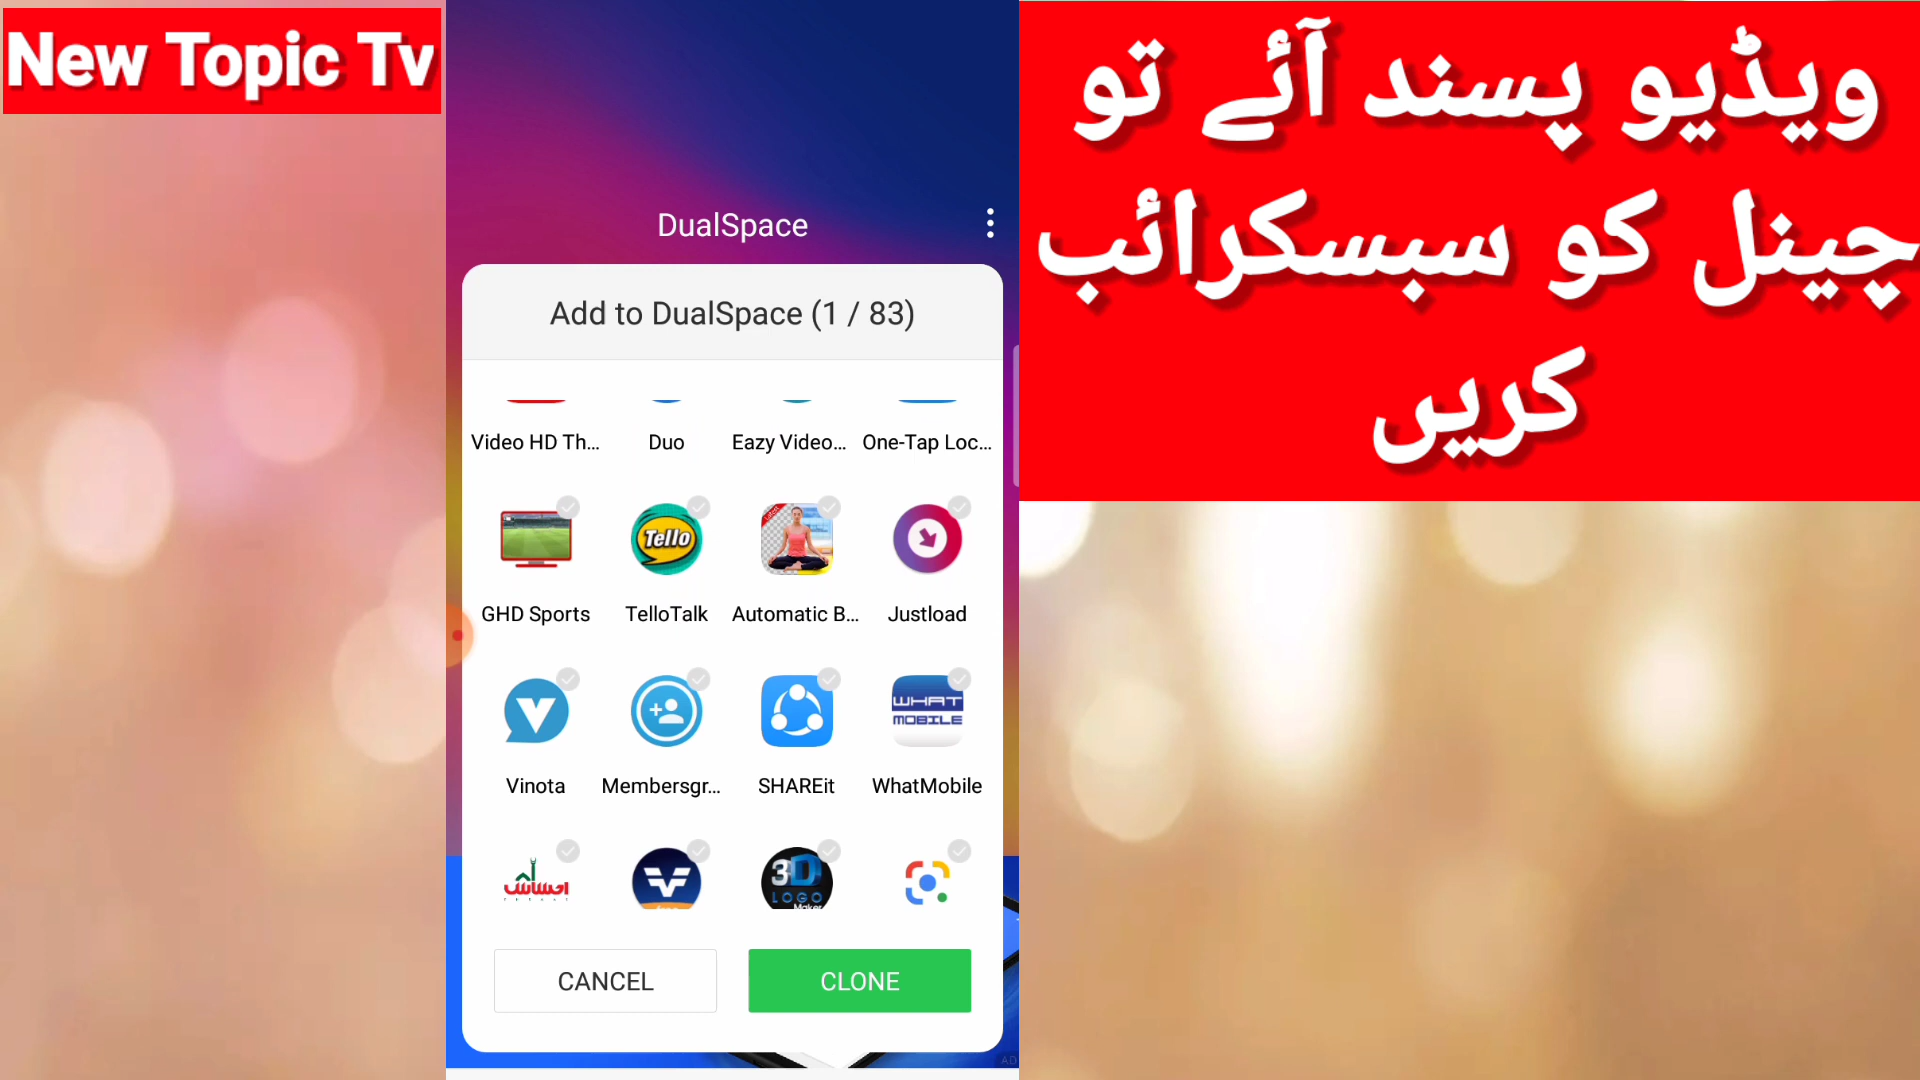 New Topic Tv
DualSpace
Add to DualSpace (1 / 83)
Video HD Th... Duo Eazy Video... One-Tap Loc...
Tello
GHD Sports TelloTalk Automatic B... Justload
WHAT
MOBILE
Vinota Membersgr... SHAREit WhatMobile
احساس
3D
LOGO
Maker
CANCEL CLONE
AD
ویڈیو پسند آئے تو
چینل کو سبسکرائب
کریں